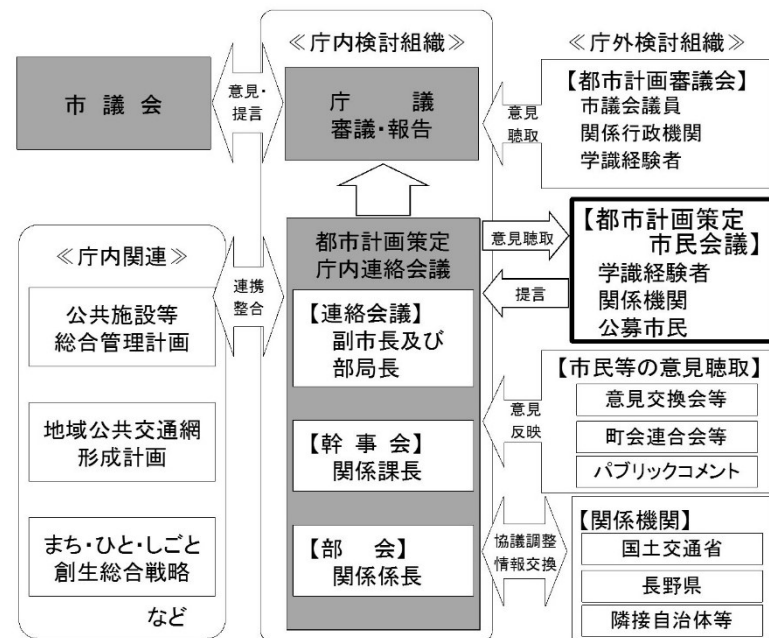 ≪庁内検討組織≫
≪庁外検討組織≫
市 議 会
意見・
提言
庁　　議
審議・報告
意見
聴取
【都市計画審議会】
市議会議員
関係行政機関
学識経験者
≪庁内関連≫
公共施設等
総合管理計画
地域公共交通網
形成計画
まち・ひと・しごと
創生総合戦略
など
連携
整合
都市計画策定
庁内連絡会議
【連絡会議】
副市長及び
部局長
【幹 事 会】
関係課長
【部　　会】
関係係長
意見聴取
提言
【都市計画策定
市民会議】
学識経験者
関係機関
公募市民
意見
反映
【市民等の意見聴取】
意見交換会等
町会連合会等
パブリックコメント
協議調整
情報交換
【関係機関】
国土交通省
長野県
隣接自治体等